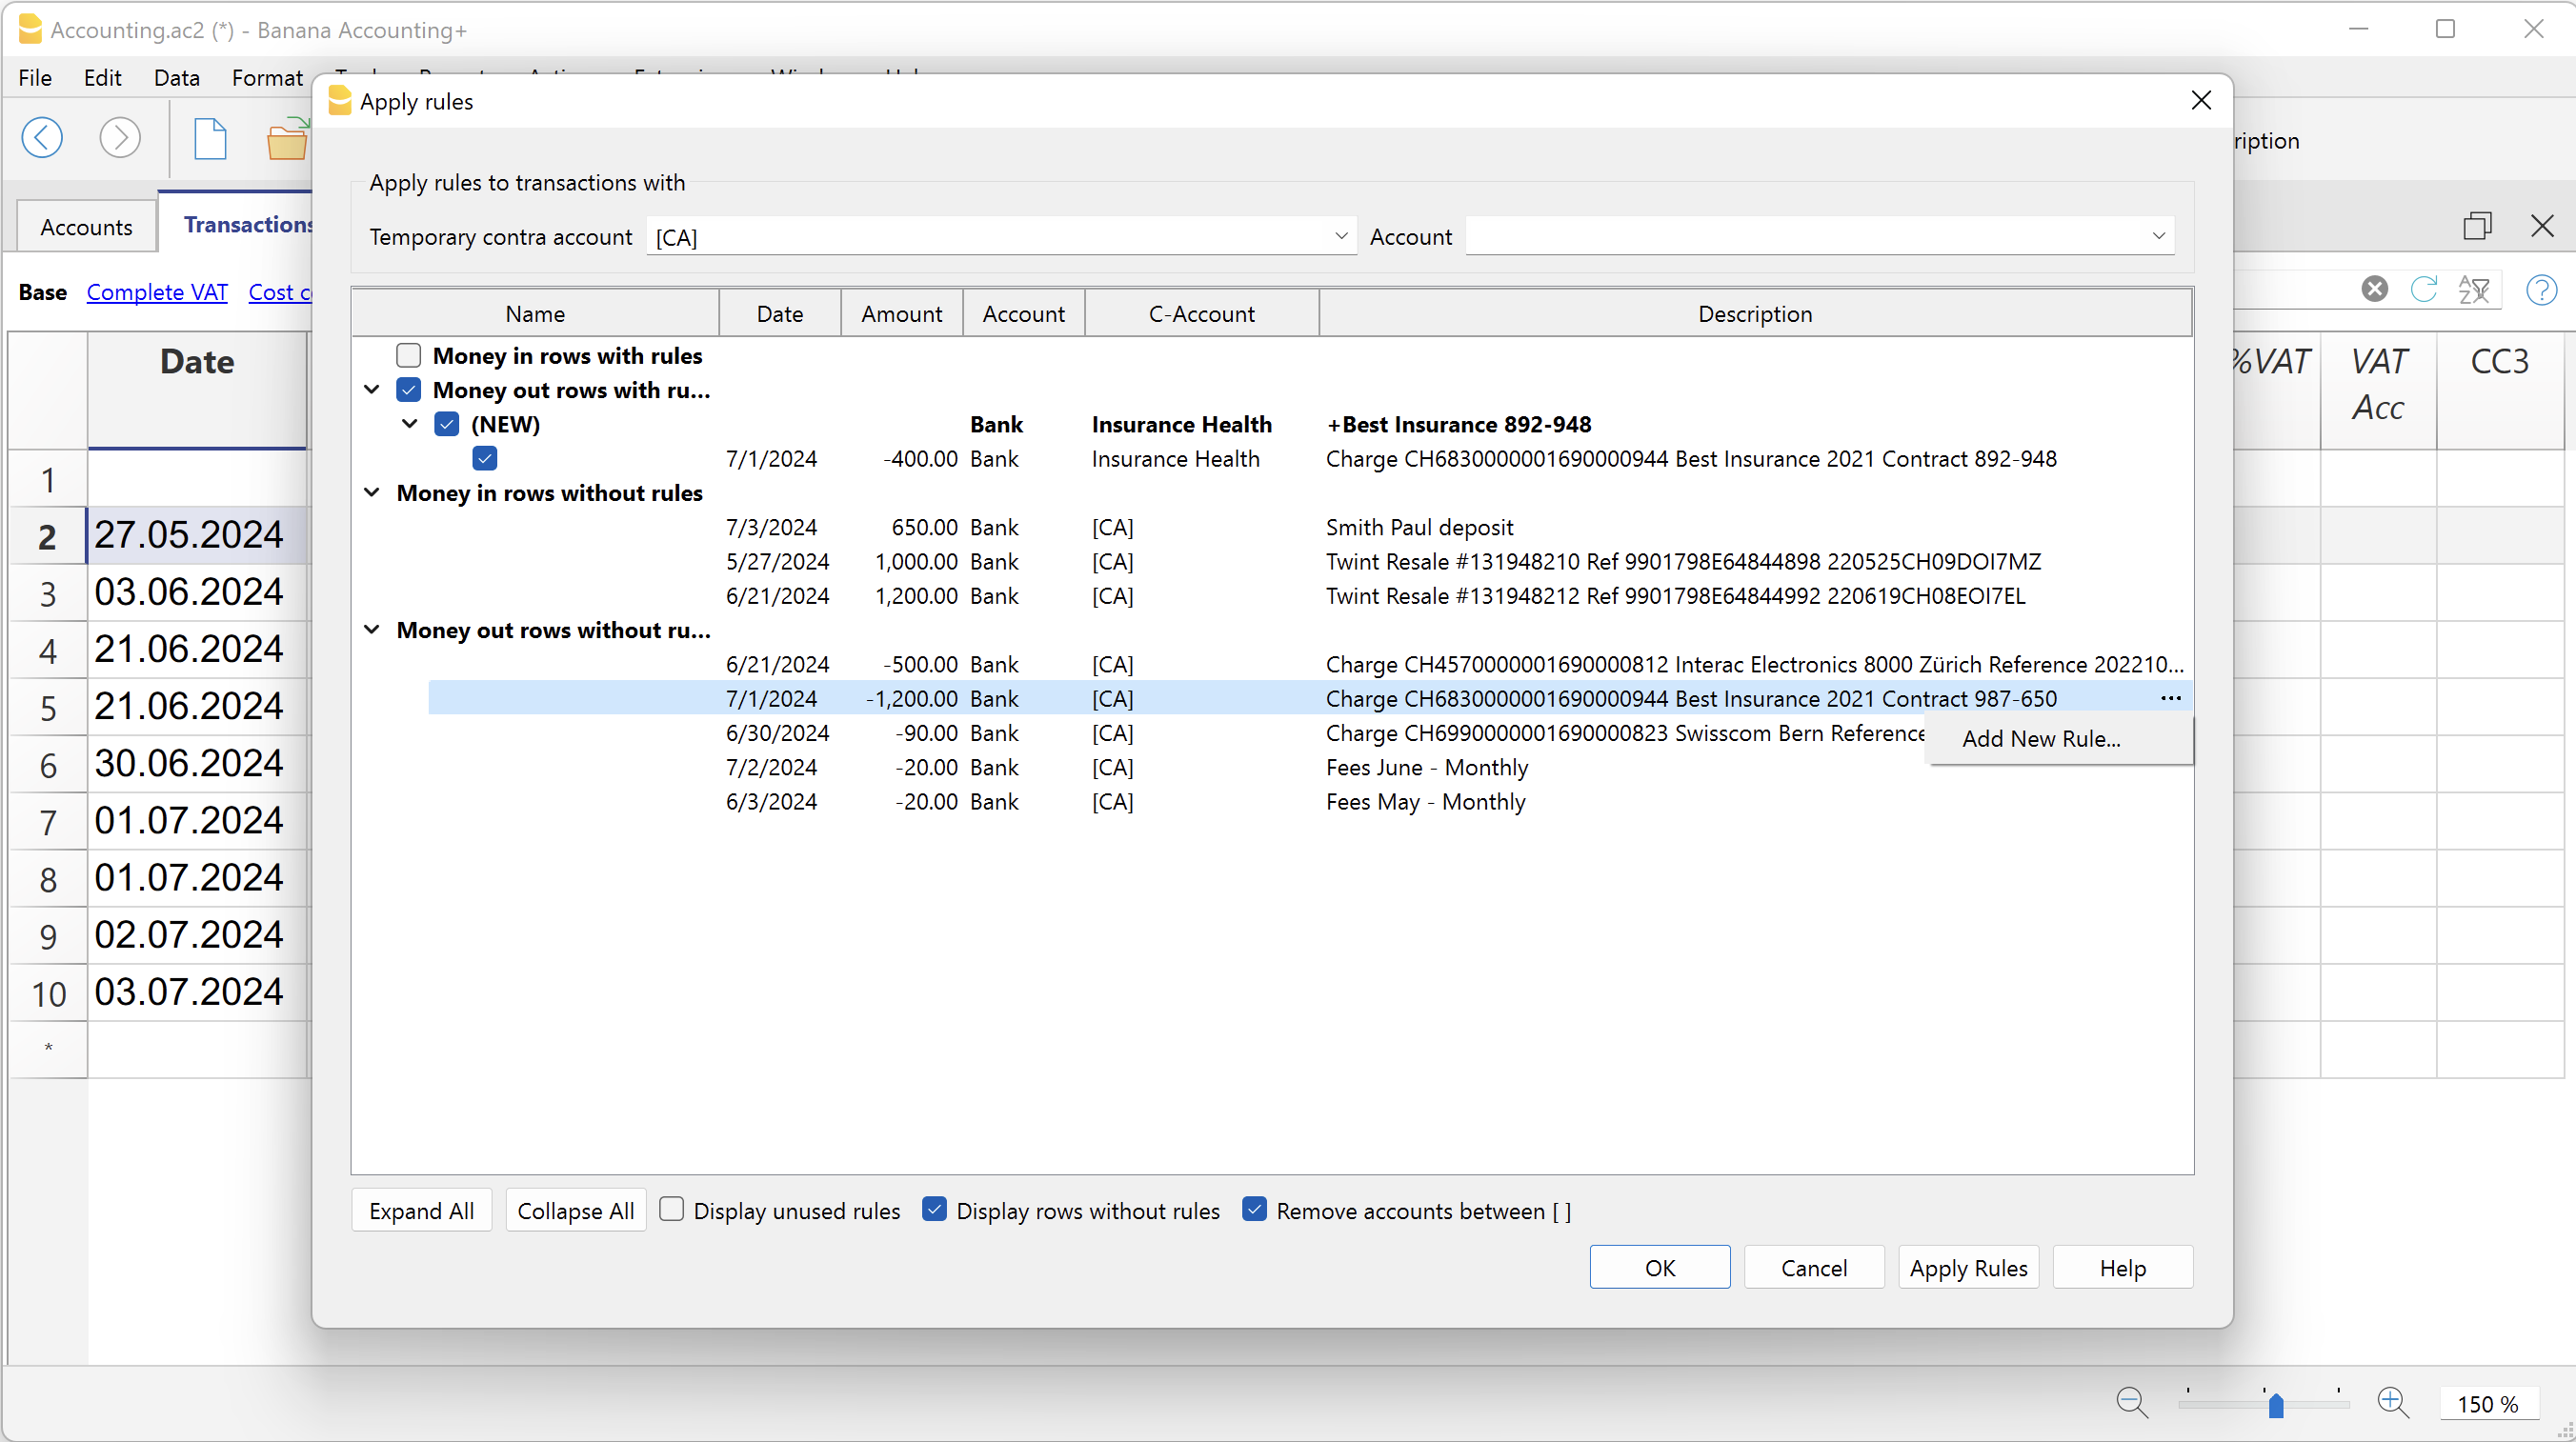 Accounting.ac2 (*) - Banana Accounting+
File Edit Data Format
Apply rules
ription
Apply rules to transactions with
Accounts Transactions
Temporary contra account [CA] Account
Base Complete VAT Cost c
Name Date Amount Account C-Account Description
Date %VAT VAT Acc CC3
Money in rows with rules
Money out rows with ru...
(NEW) Bank Insurance Health +Best Insurance 892-948
7/1/2024 -400.00 Bank Insurance Health Charge CH6830000001690000944 Best Insurance 2021 Contract 892-948
Money in rows without rules
7/3/2024 650.00 Bank [CA] Smith Paul deposit
5/27/2024 1,000.00 Bank [CA] Twint Resale #131948210 Ref 9901798E64844898 220525CH09DOI7MZ
6/21/2024 1,200.00 Bank [CA] Twint Resale #131948212 Ref 9901798E64844992 220619CH08EOI7EL
Money out rows without ru...
6/21/2024 -500.00 Bank [CA] Charge CH4570000001690000812 Interac Electronics 8000 Zürich Reference 202210...
7/1/2024 -1,200.00 Bank [CA] Charge CH6830000001690000944 Best Insurance 2021 Contract 987-650 ...
6/30/2024 -90.00 Bank [CA] Charge CH6990000001690000823 Swisscom Bern Reference
Add New Rule...
7/2/2024 -20.00 Bank [CA] Fees June - Monthly
6/3/2024 -20.00 Bank [CA] Fees May - Monthly
1
2 27.05.2024
3 03.06.2024
4 21.06.2024
5 21.06.2024
6 30.06.2024
7 01.07.2024
8 01.07.2024
9 02.07.2024
10 03.07.2024
*
Expand All Collapse All Display unused rules Display rows without rules Remove accounts between [ ]
OK Cancel Apply Rules Help
150 %